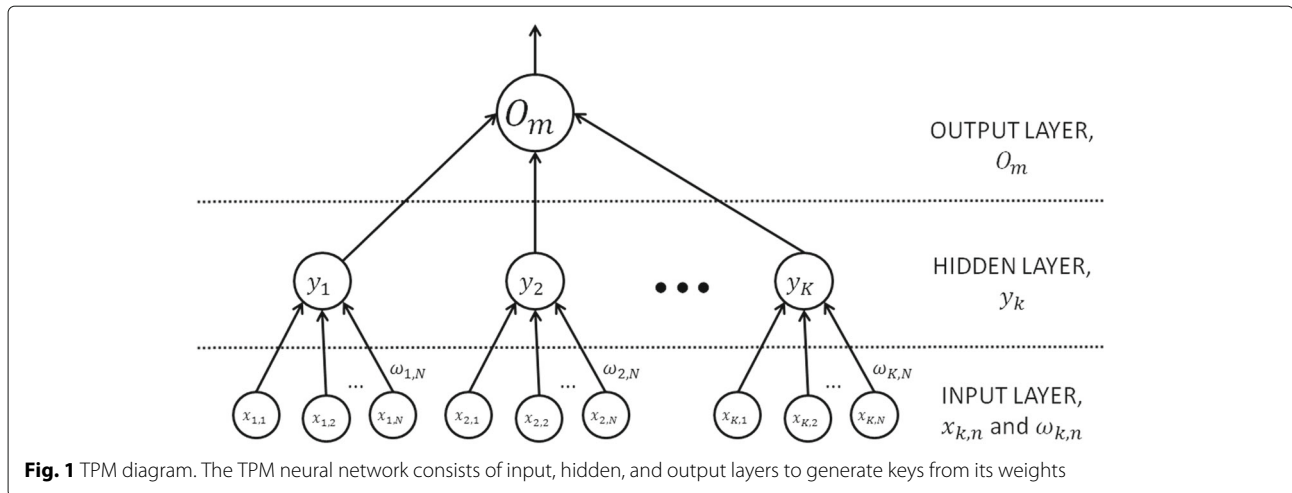 O_m
OUTPUT LAYER,
O_m
y_1
y_2
•••
y_K
HIDDEN LAYER,
y_k
ω_{1,N}
ω_{2,N}
ω_{K,N}
...
...
...
x_{1,1}
x_{1,2}
x_{1,N}
x_{2,1}
x_{2,2}
x_{2,N}
x_{K,1}
x_{K,2}
x_{K,N}
INPUT LAYER,
x_{k,n} and ω_{k,n}
Fig. 1 TPM diagram. The TPM neural network consists of input, hidden, and output layers to generate keys from its weights